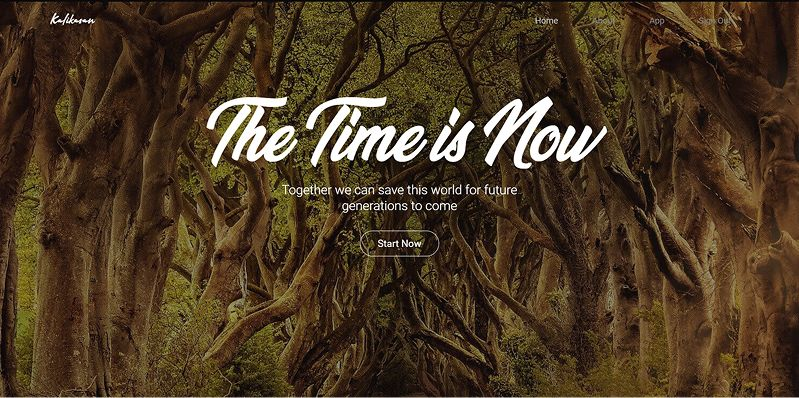 Kalikasan
Home About App Sign Out
The Time is Now
Together we can save this world for future
generations to come
Start Now